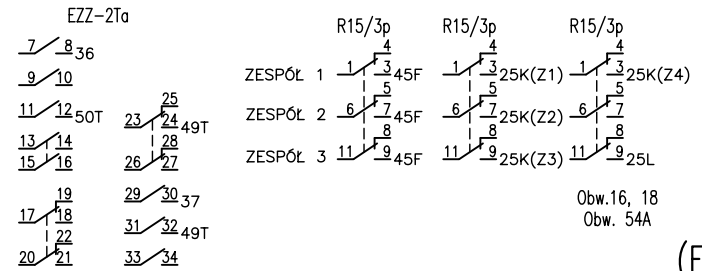 EZZ-2Ta
7 8 36
9 10
11 12 50T
13 14
15 16
19
17 18
22
20 21
25
23 24 49T
28
26 27
29 30 37
31 32 49T
33 34
R15/3p R15/3p R15/3p
4 4 4
ZESPÓŁ 1 1 3 45F 1 3 25K(Z1) 1 3 25K(Z4)
5 5 5
ZESPÓŁ 2 6 7 45F 6 7 25K(Z2) 6 7
8 8 8
ZESPÓŁ 3 11 9 45F 11 9 25K(Z3) 11 9 25L
Obw.16, 18
Obw. 54A
(F